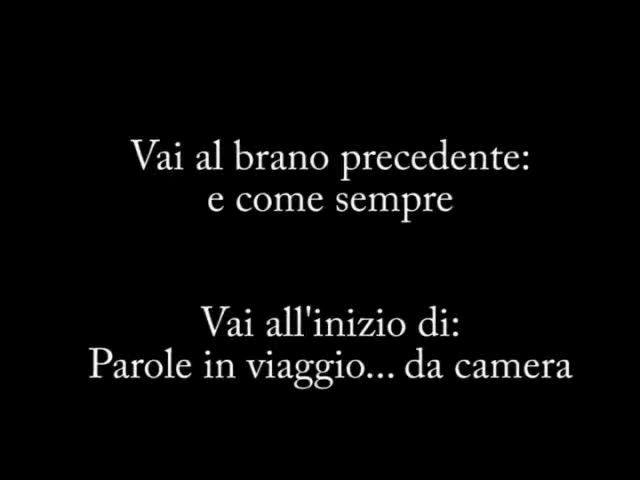 Vai al brano precedente:
e come sempre
Vai all'inizio di:
Parole in viaggio... da camera